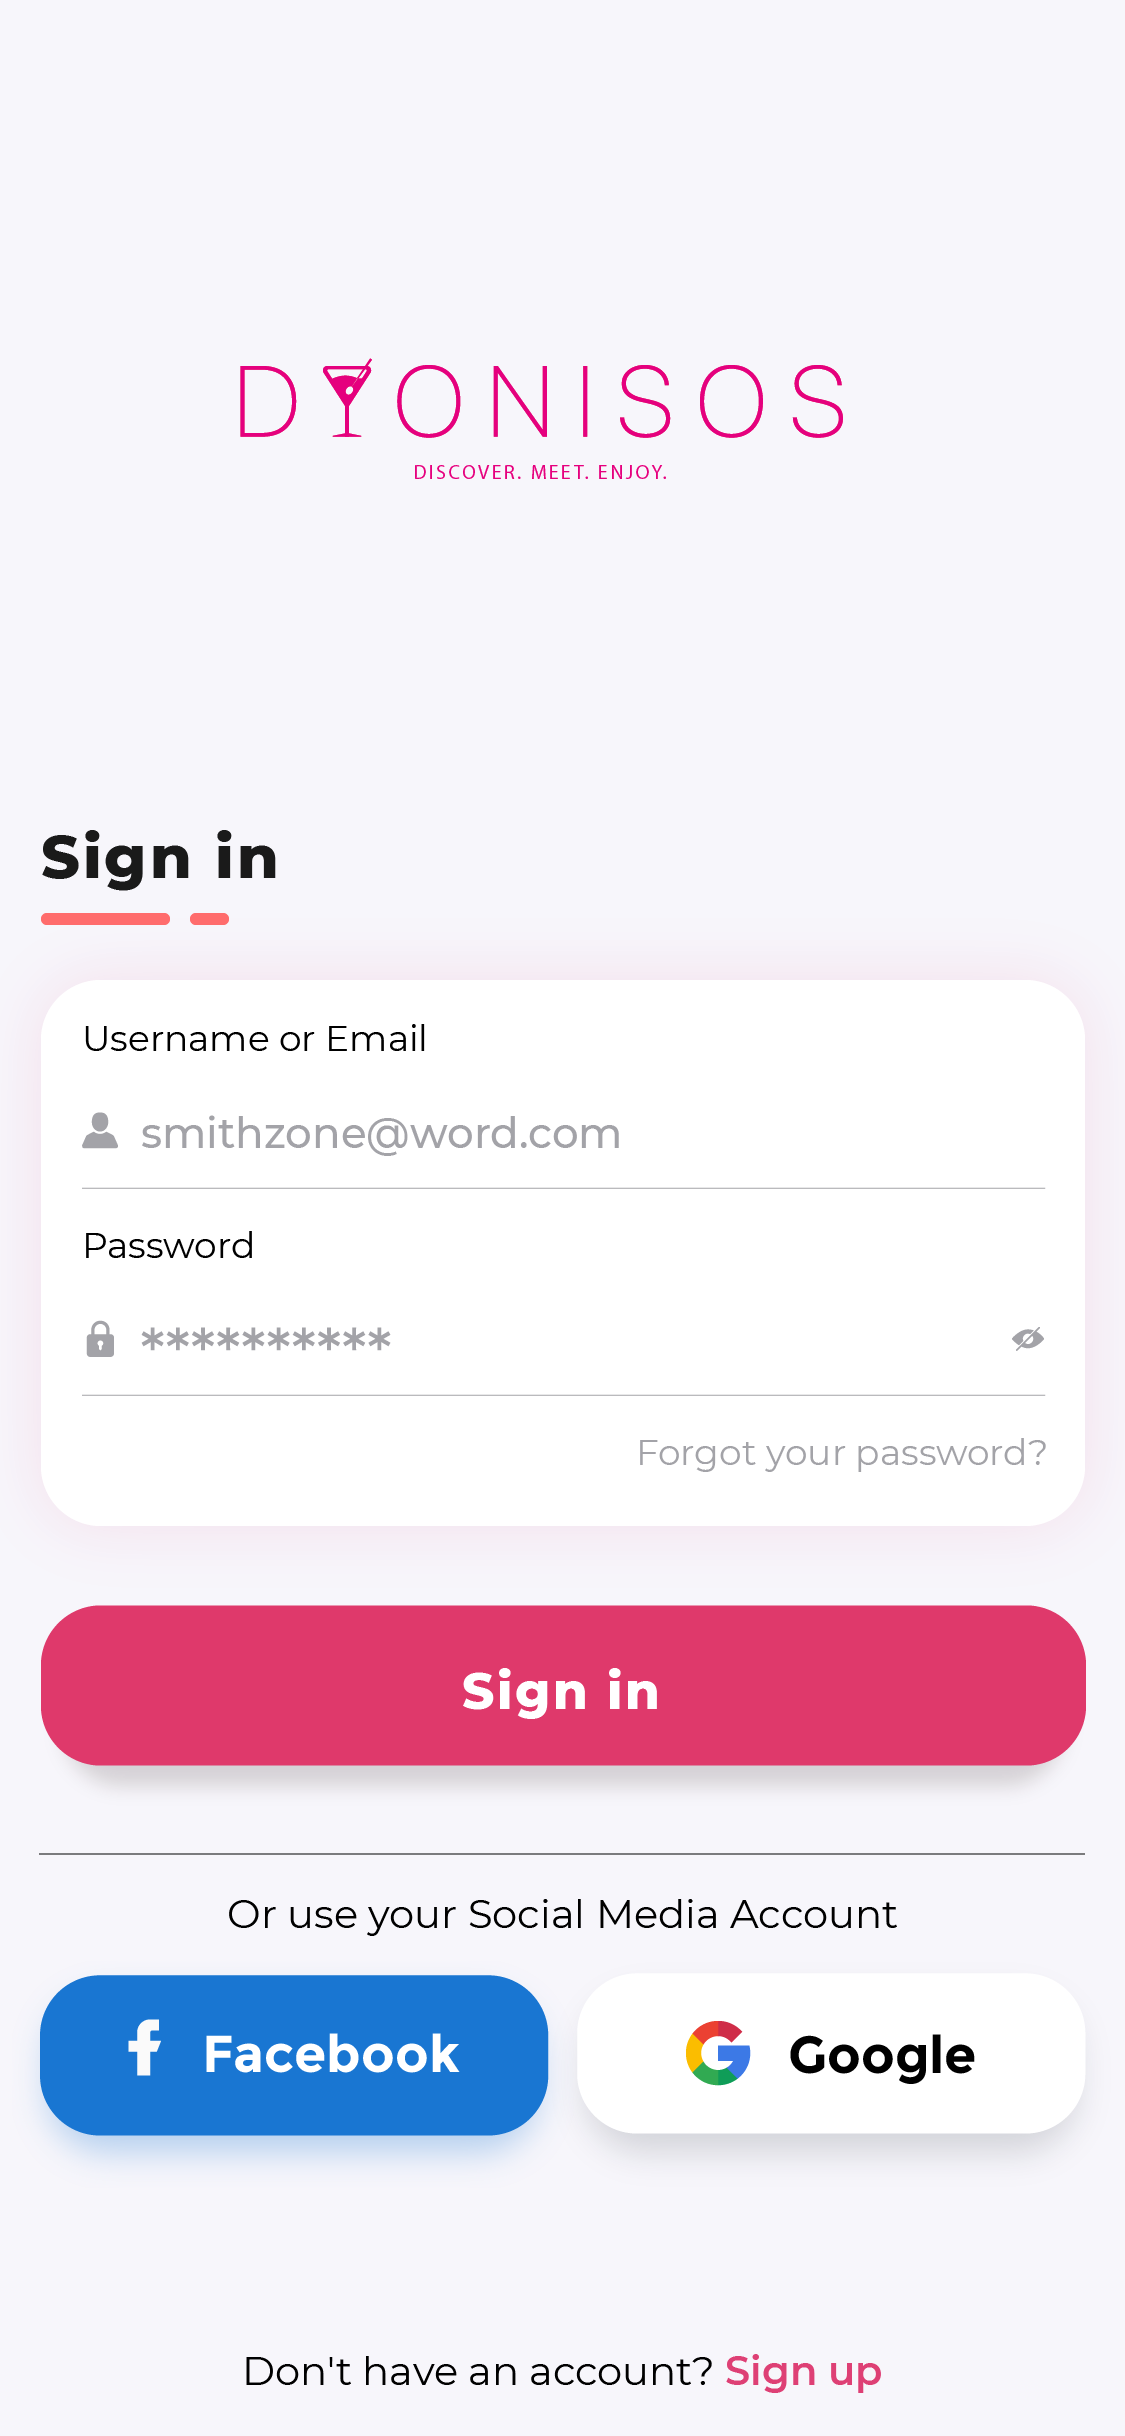 DYONISOS
DISCOVER. MEET. ENJOY.
Sign in
Username or Email
smithzone@word.com
Password
**********
Forgot your password?
Sign in
Or use your Social Media Account
Facebook
Google
Don't have an account? Sign up